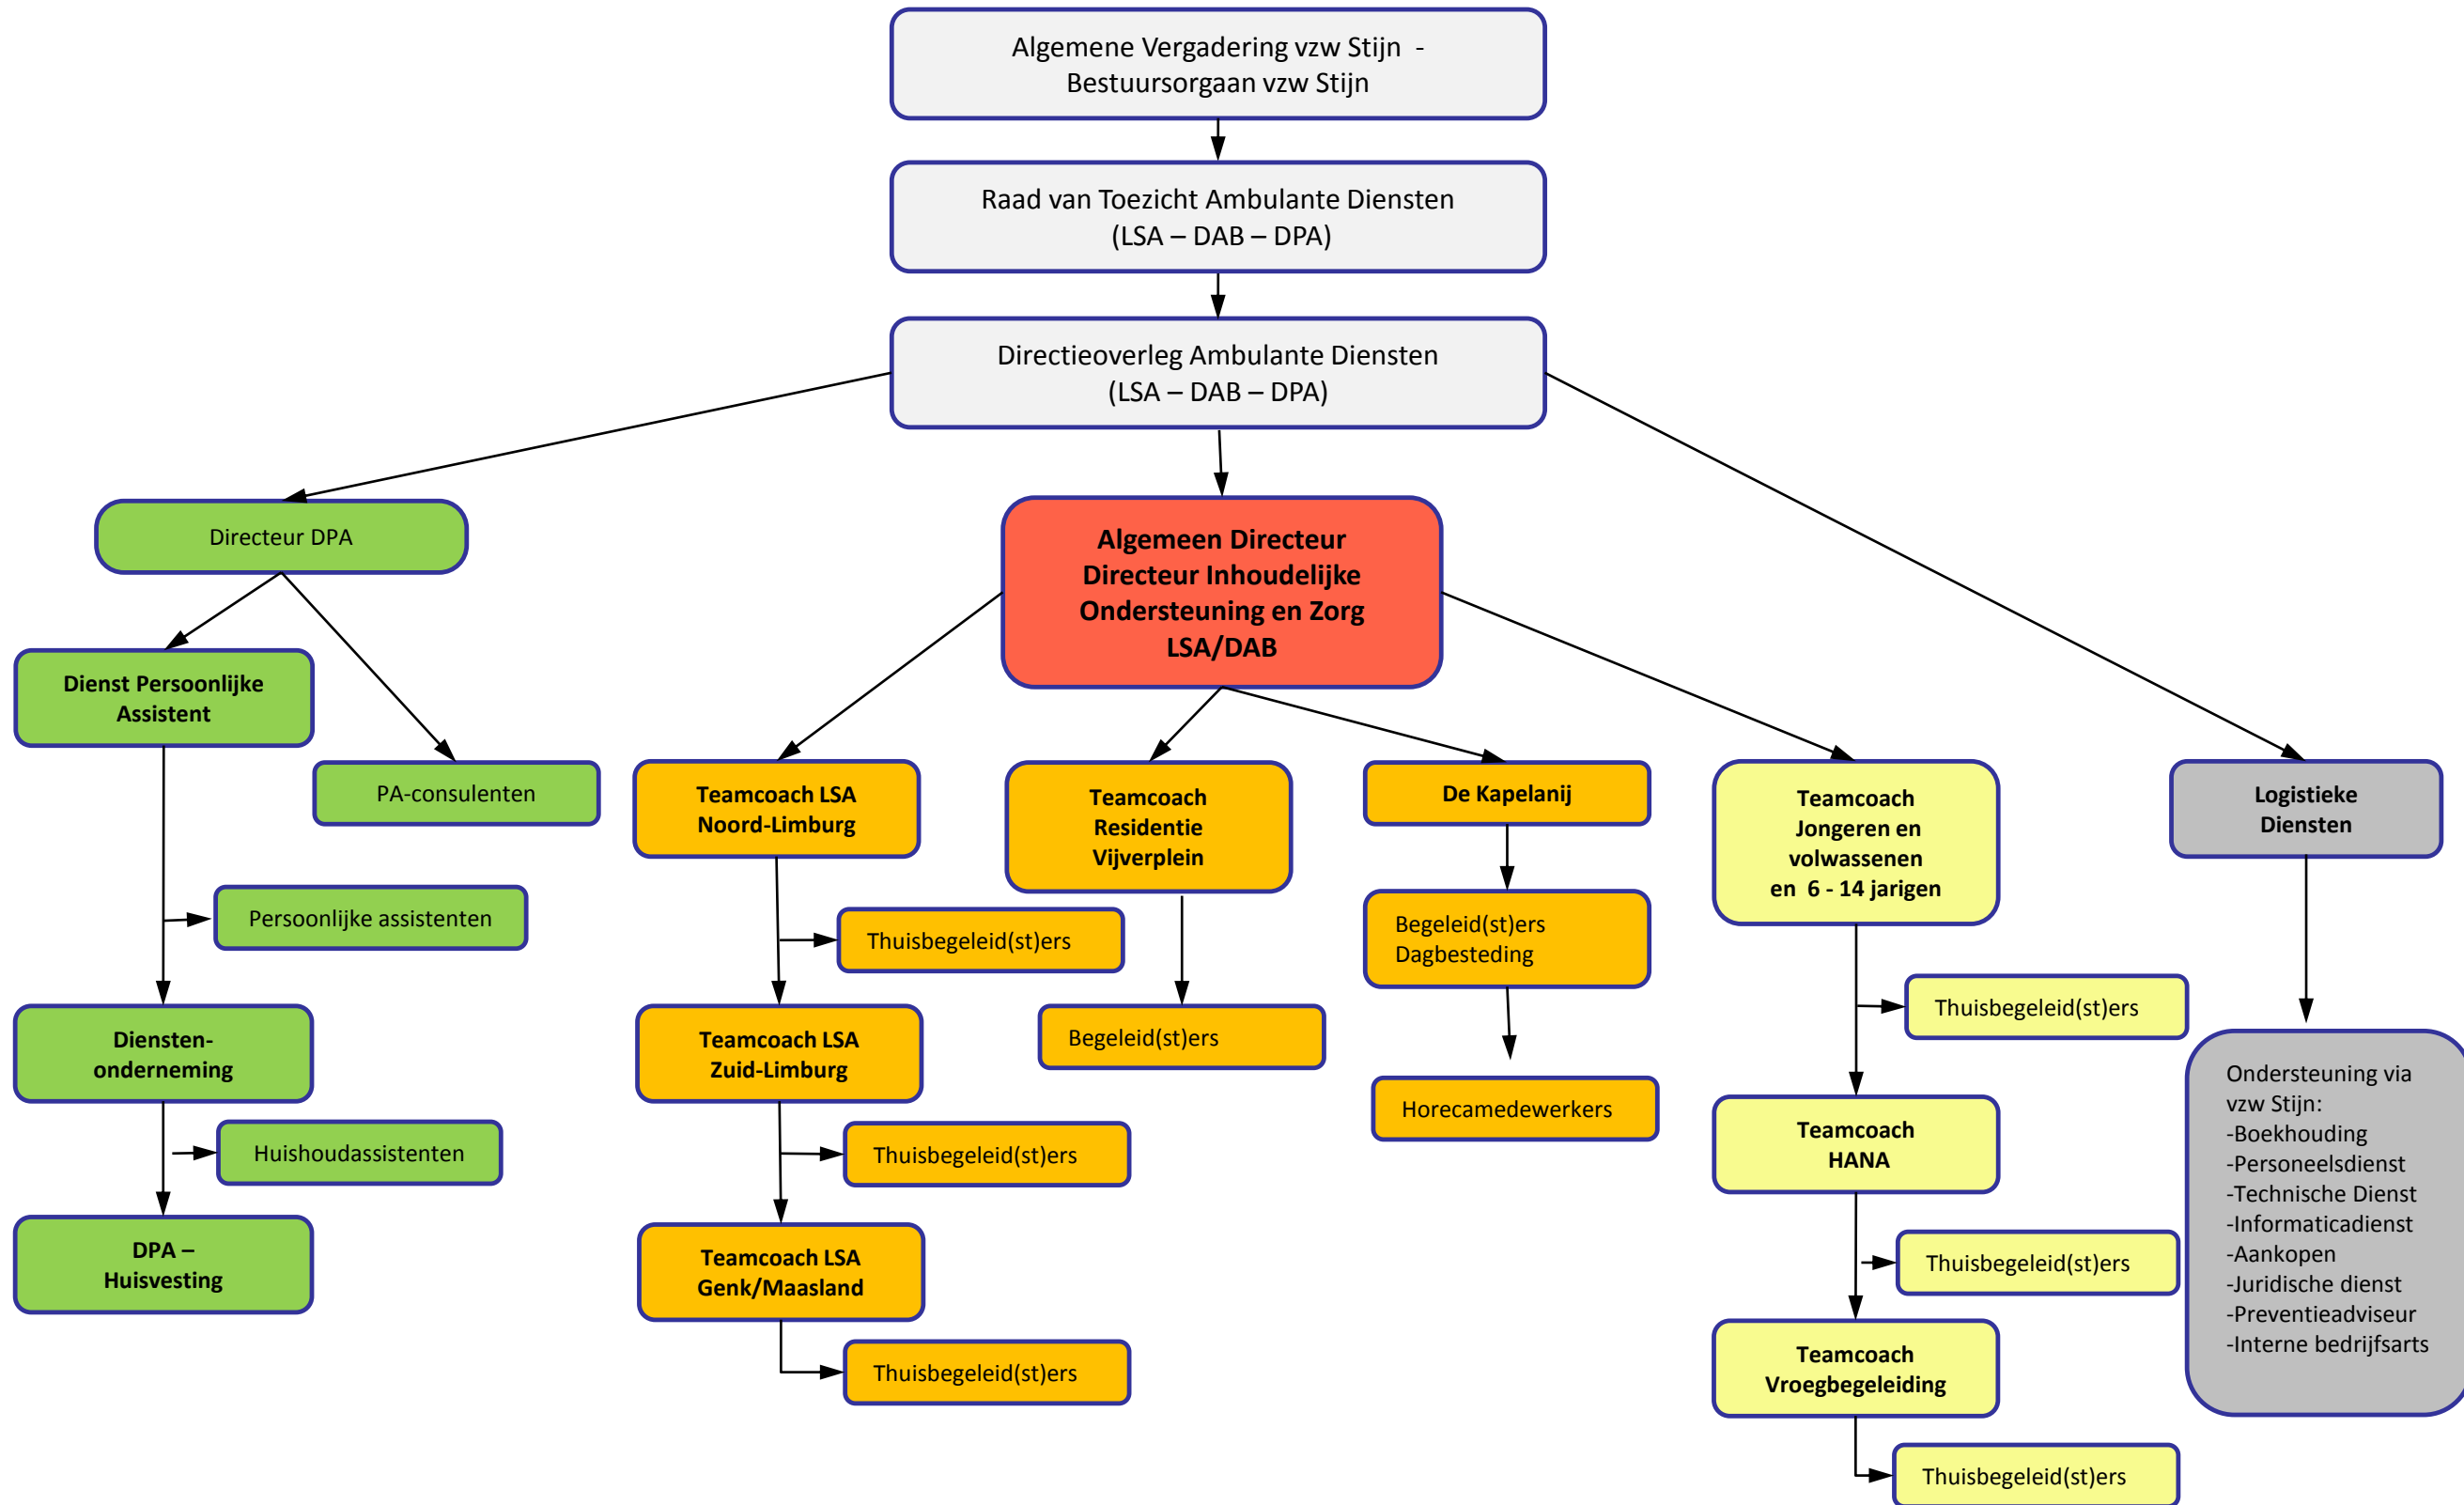 Algemene Vergadering vzw Stijn -
Bestuursorgaan vzw Stijn
Raad van Toezicht Ambulante Diensten
(LSA – DAB – DPA)
Directieoverleg Ambulante Diensten
(LSA – DAB – DPA)
Directeur DPA
Algemeen Directeur
Directeur Inhoudelijke
Ondersteuning en Zorg
LSA/DAB
Dienst Persoonlijke
Assistent
PA-consulenten
Persoonlijke assistenten
Diensten-
onderneming
Huishoudassistenten
DPA –
Huisvesting
Teamcoach LSA
Noord-Limburg
Thuisbegeleid(st)ers
Teamcoach LSA
Zuid-Limburg
Thuisbegeleid(st)ers
Teamcoach LSA
Genk/Maasland
Thuisbegeleid(st)ers
Teamcoach
Residentie
Vijverplein
Begeleid(st)ers
De Kapelanij
Begeleid(st)ers
Dagbesteding
Horecamedewerkers
Teamcoach
Jongeren en
volwassenen
en 6 - 14 jarigen
Thuisbegeleid(st)ers
Teamcoach
HANA
Thuisbegeleid(st)ers
Teamcoach
Vroegbegeleiding
Thuisbegeleid(st)ers
Logistieke
Diensten
Ondersteuning via
vzw Stijn:
-Boekhouding
-Personeelsdienst
-Technische Dienst
-Informaticadienst
-Aankopen
-Juridische dienst
-Preventieadviseur
-Interne bedrijfsarts